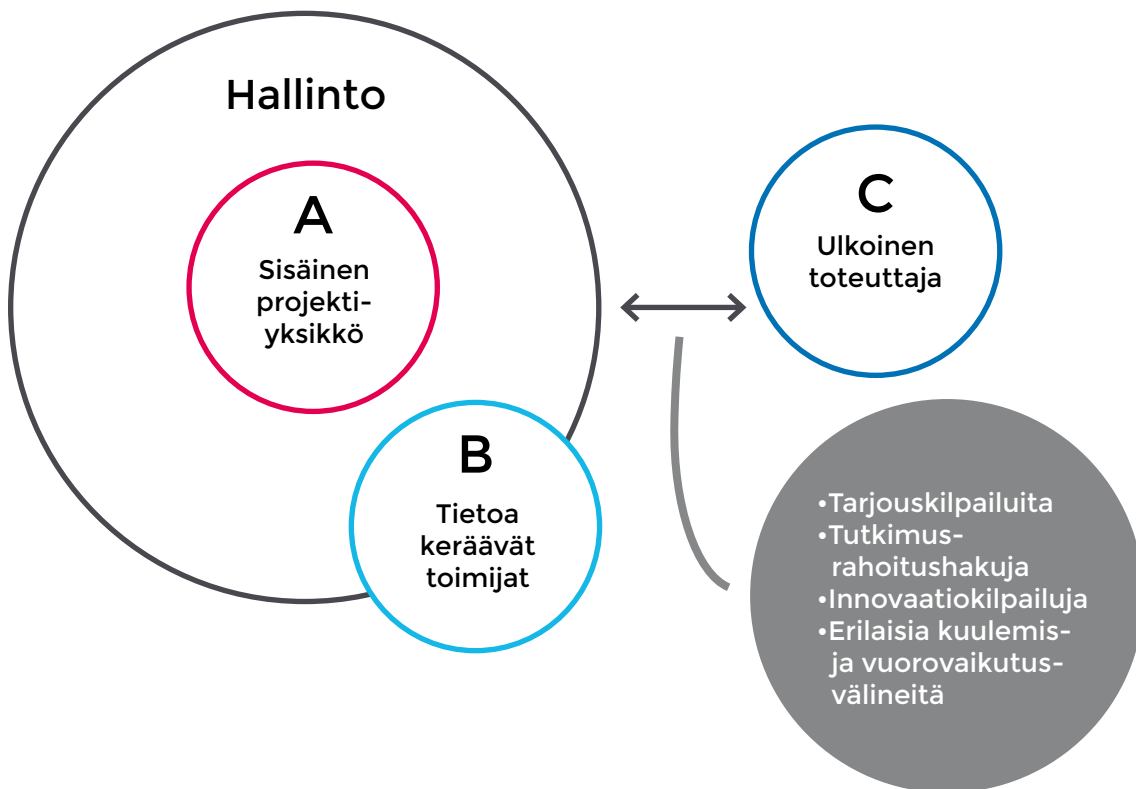 Hallinto
A
Sisäinen
projekti-
yksikkö
B
Tietoa
keräävät
toimijat
C
Ulkoinen
toteuttaja
•Tarjouskilpailuita
•Tutkimus-
rahoitushakuja
•Innovaatiokilpailuja
•Erilaisia kuulemis-
ja vuorovaikutus-
välineitä